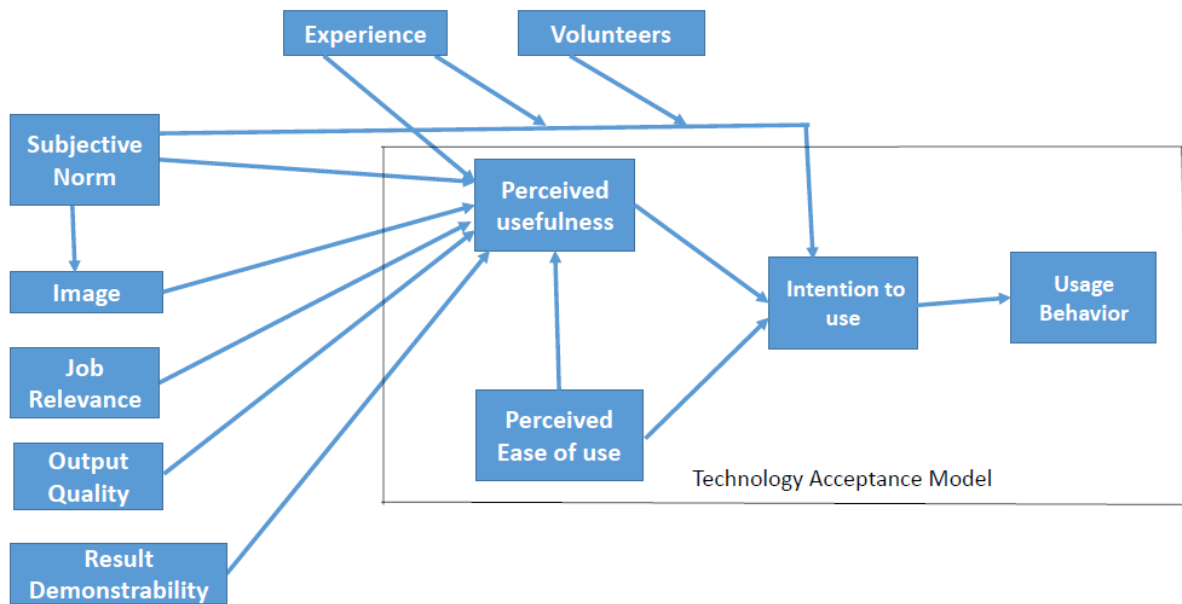 Experience
Volunteers
Subjective
Norm
Perceived
usefulness
Image
Intention to
use
Usage
Behavior
Job
Relevance
Perceived
Ease of use
Output
Quality
Technology Acceptance Model
Result
Demonstrability